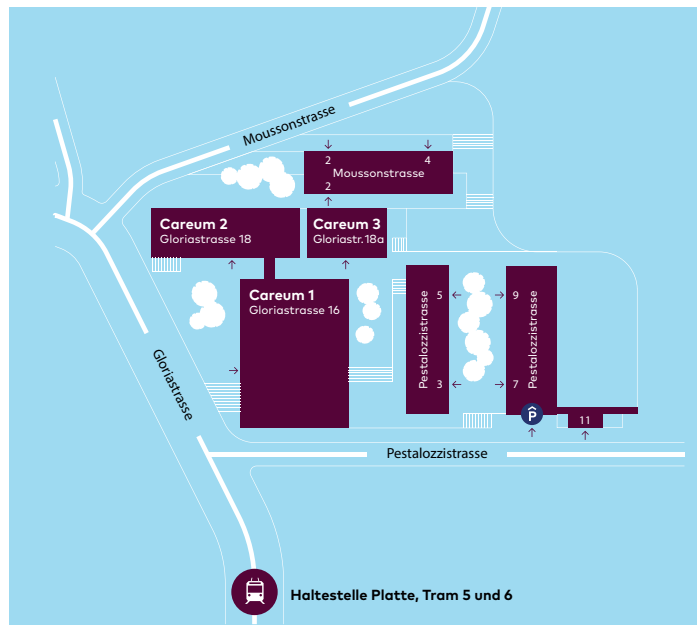 Moussonstrasse
2
4
Moussonstrasse
2
Careum 2
Gloriastrasse 18
Careum 3
Gloriastr. 18a
Careum 1
Gloriastrasse 16
Gloriastrasse
5
3
Pestalozzistrasse
9
7
Pestalozzistrasse
P
11
Pestalozzistrasse
Haltestelle Platte, Tram 5 und 6